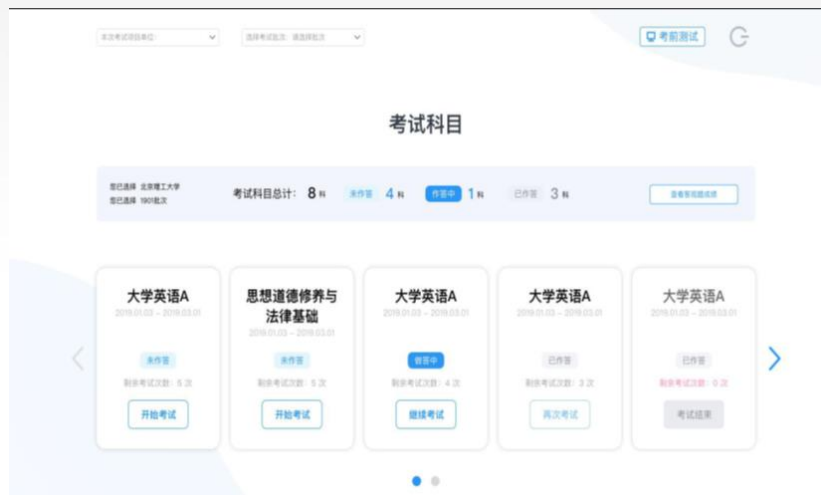 本次考试项目单位:
选择考试批次: 请选择批次
考前测试
考试科目
您已选择 北京理工大学
您已选择 1901批次
考试科目总计: 8 科 未作答 4 科 作答中 1 科 已作答 3 科
大学英语A
2019.01.03 - 2019.03.01
未作答
剩余考试次数: 5 次
开始考试
思想道德修养与
法律基础
2019.01.03 - 2019.03.01
未作答
剩余考试次数: 5 次
开始考试
大学英语A
2019.01.03 - 2019.03.01
做答中
剩余考试次数: 4 次
继续考试
大学英语A
2019.01.03 - 2019.03.01
已作答
剩余考试次数: 3 次
再次考试
大学英语A
2019.01.03 - 2019.03.01
已作答
剩余考试次数: 0 次
考试结束